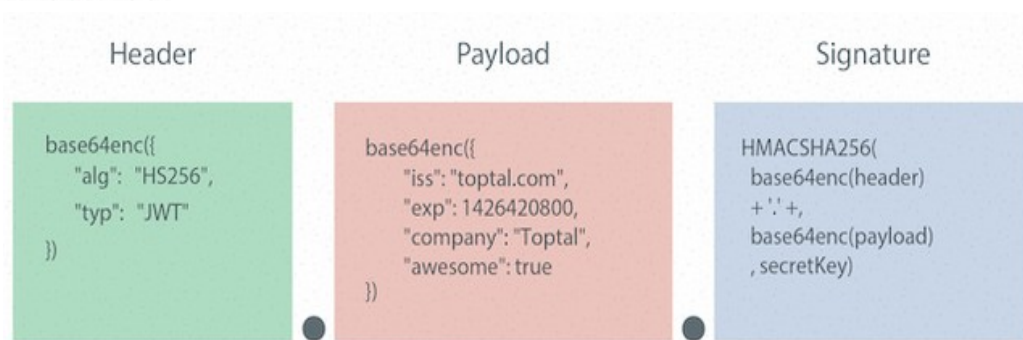 Header
Payload
Signature
base64enc({
"alg": "HS256",
"typ": "JWT"
})
base64enc({
"iss": "toptal.com",
"exp": 1426420800,
"company": "Toptal",
"awesome": true
})
HMACSHA256(
base64enc(header)
+ '.' +,
base64enc(payload)
, secretKey)